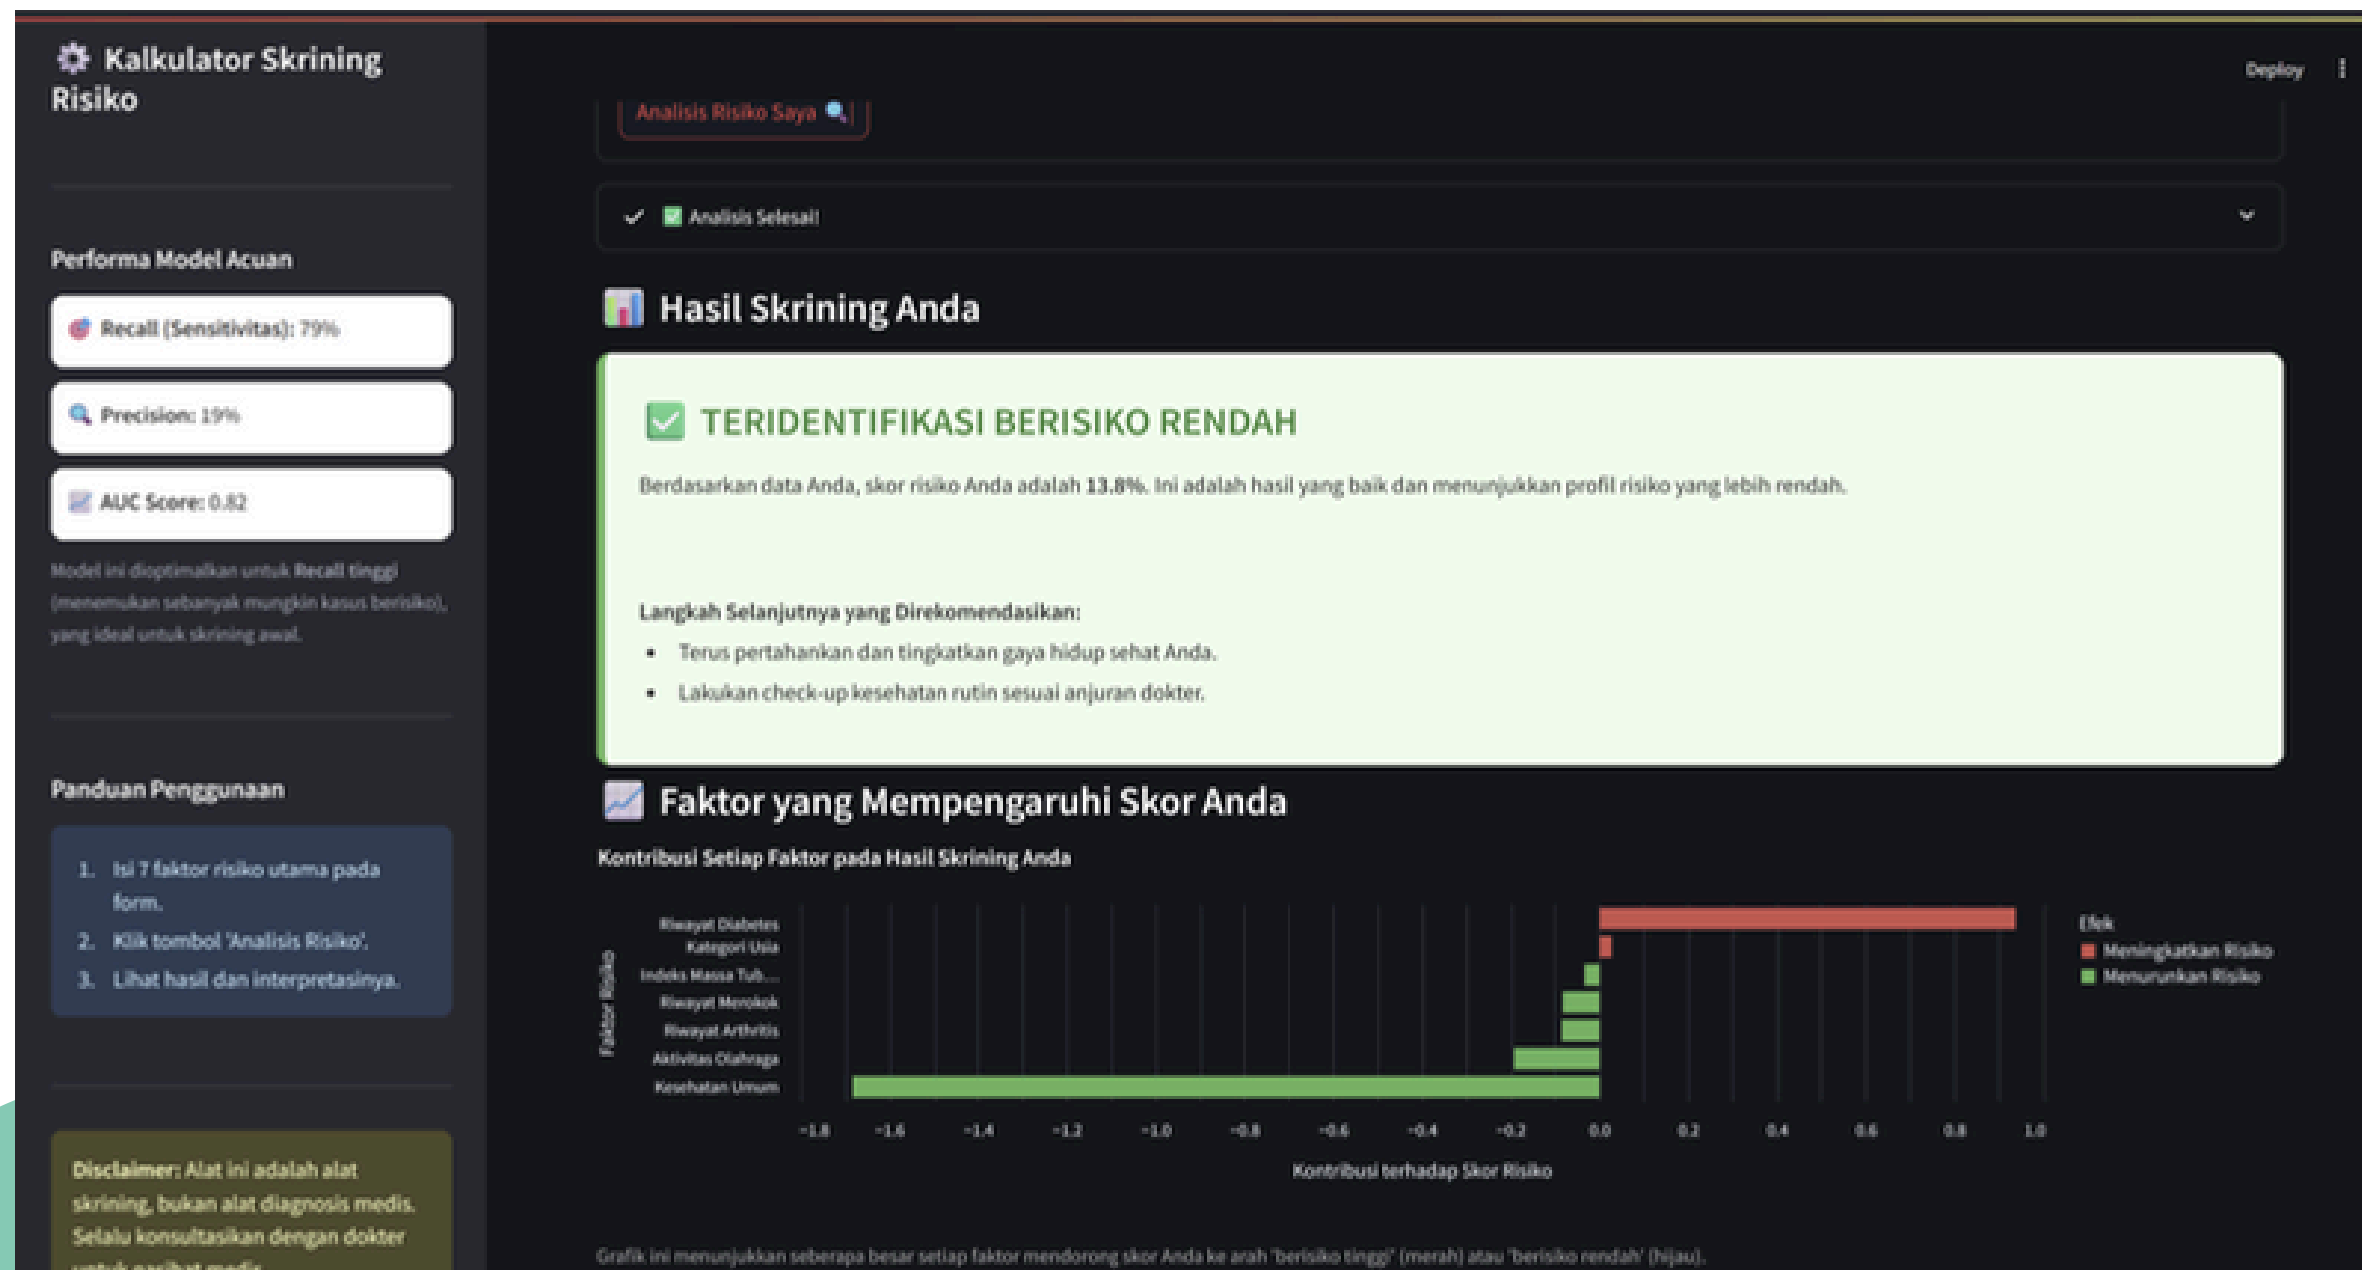 Kalkulator Skrining
Risiko
Performa Model Acuan
Recall (Sensitivitas): 79%
Precision: 19%
AUC Score: 0.82
Model ini dioptimalkan untuk Recall tinggi
(menemukan sebanyak mungkin kasus berisiko),
yang ideal untuk skrining awal.
Panduan Penggunaan
1. Isi 7 faktor risiko utama pada
form.
2. Klik tombol 'Analisis Risiko'.
3. Lihat hasil dan interpretasinya.
Disclaimer: Alat ini adalah alat
skrining, bukan alat diagnosis medis.
Selalu konsultasikan dengan dokter
untuk nasihat medis.
Deploy
Analisis Risiko Saya
Analisis Selesai!
Hasil Skrining Anda
TERIDENTIFIKASI BERISIKO RENDAH
Berdasarkan data Anda, skor risiko Anda adalah 13.8%. Ini adalah hasil yang baik dan menunjukkan profil risiko yang lebih rendah.
Langkah Selanjutnya yang Direkomendasikan:
• Terus pertahankan dan tingkatkan gaya hidup sehat Anda.
• Lakukan check-up kesehatan rutin sesuai anjuran dokter.
Faktor yang Mempengaruhi Skor Anda
Kontribusi Setiap Faktor pada Hasil Skrining Anda
Faktor Risiko
Riwayat Diabetes
Kategori Usia
Indeks Massa Tub...
Riwayat Merokok
Riwayat Arthritis
Aktivitas Olahraga
Kesehatan Umum
−1.8 −1.6 −1.4 −1.2 −1.0 −0.8 −0.6 −0.4 −0.2 0.0 0.2 0.4 0.6 0.8 1.0
Kontribusi terhadap Skor Risiko
Efek
Meningkatkan Risiko
Menurunkan Risiko
Grafik ini menunjukkan seberapa besar setiap faktor mendorong skor Anda ke arah 'berisiko tinggi' (merah) atau 'berisiko rendah' (hijau).